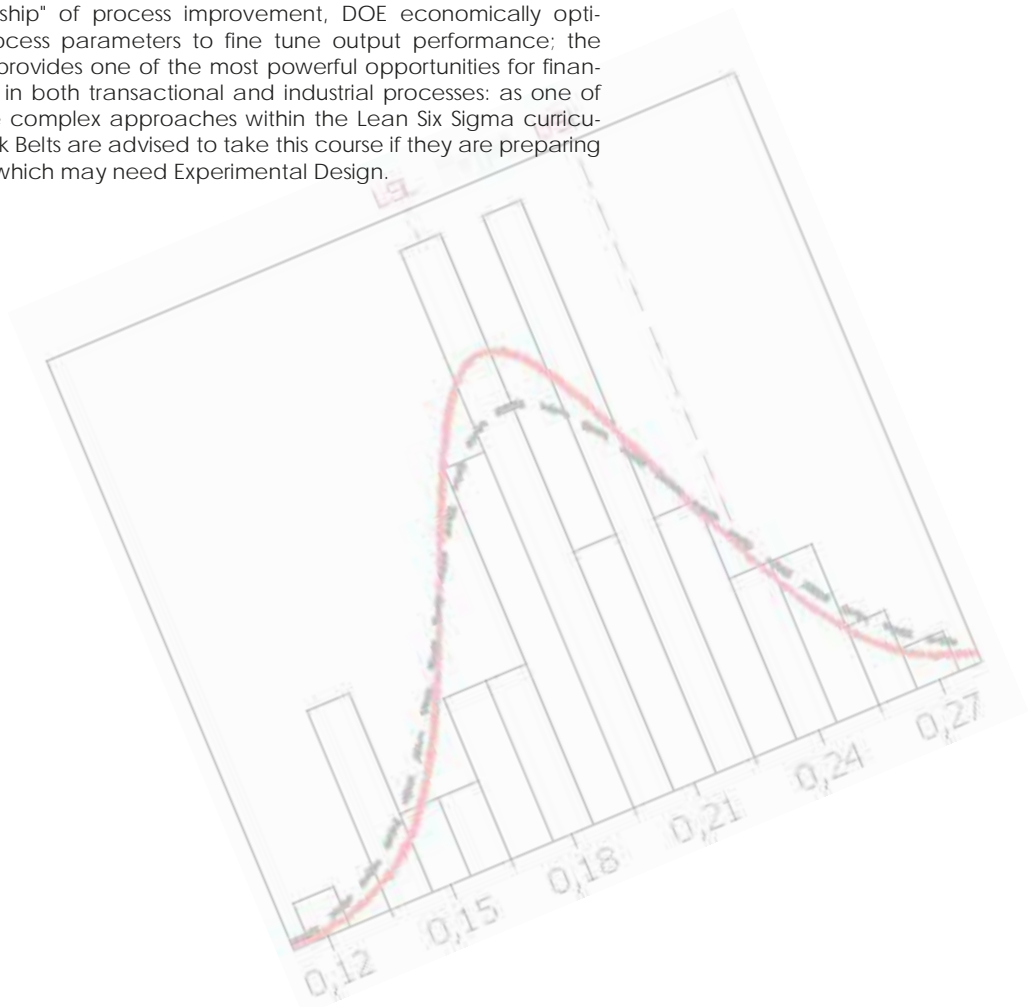 ship" of process improvement, DOE economically opti-
ocess parameters to fine tune output performance; the
provides one of the most powerful opportunities for finan-
in both transactional and industrial processes: as one of
complex approaches within the Lean Six Sigma curricu-
k Belts are advised to take this course if they are preparing
which may need Experimental Design.
LSL
0,12
0,15
0,18
0,21
0,24
0,27